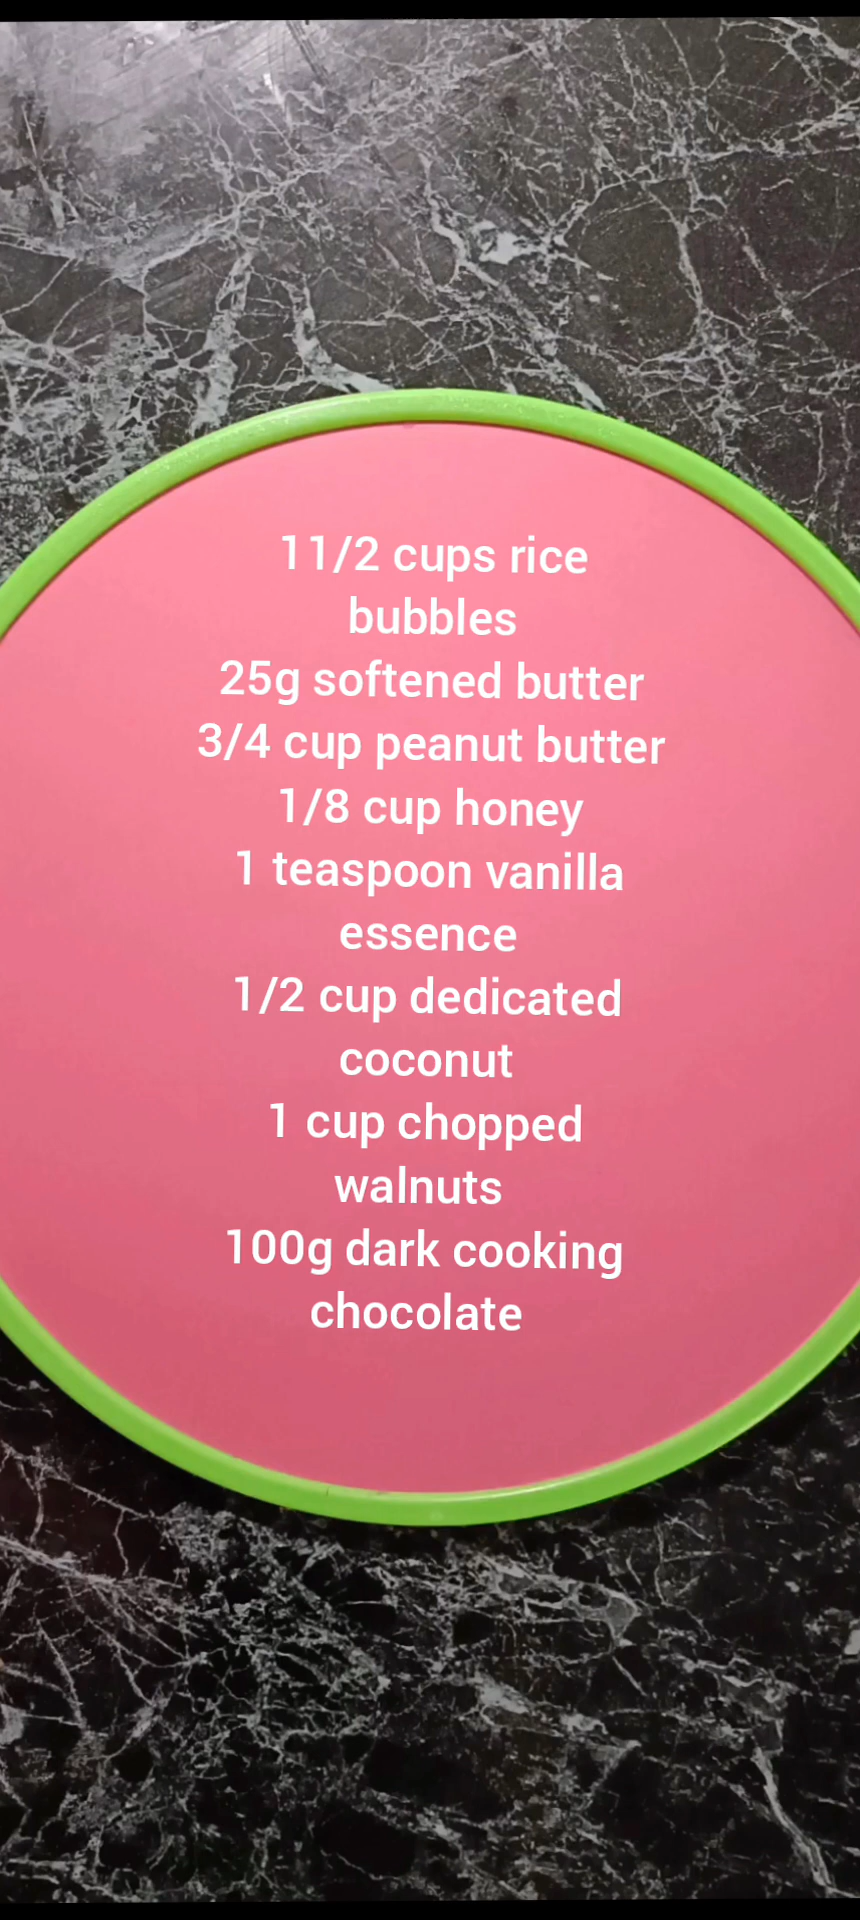 11/2 cups rice
bubbles
25g softened butter
3/4 cup peanut butter
1/8 cup honey
1 teaspoon vanilla
essence
1/2 cup dedicated
coconut
1 cup chopped
walnuts
100g dark cooking
chocolate